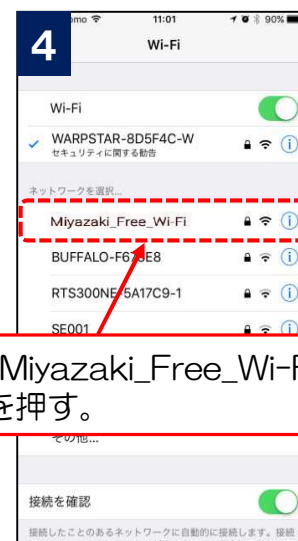 4
mo 11:01 90%
Wi-Fi
Wi-Fi
WARPSTAR-8D5F4C-W
セキュリティに関する勧告
ネットワークを選択...
Miyazaki_Free_Wi-Fi
BUFFALO-F67
E8
RTS300NE-5A17C9-1
SE001
Miyazaki_Free_Wi-F
を押す。
その他...
接続を確認
接続したことのあるネットワークに自動的に接続します。接続